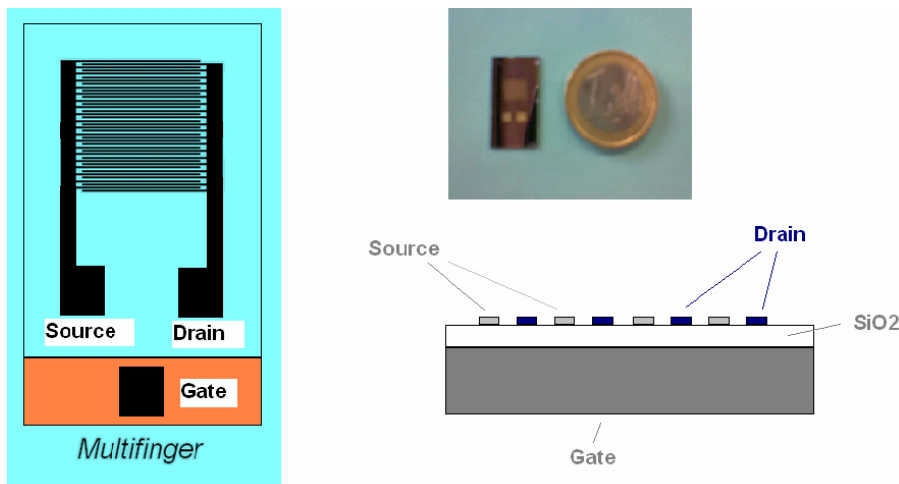 Source
Drain
Gate
Multifinger
Source
Drain
SiO2
Gate